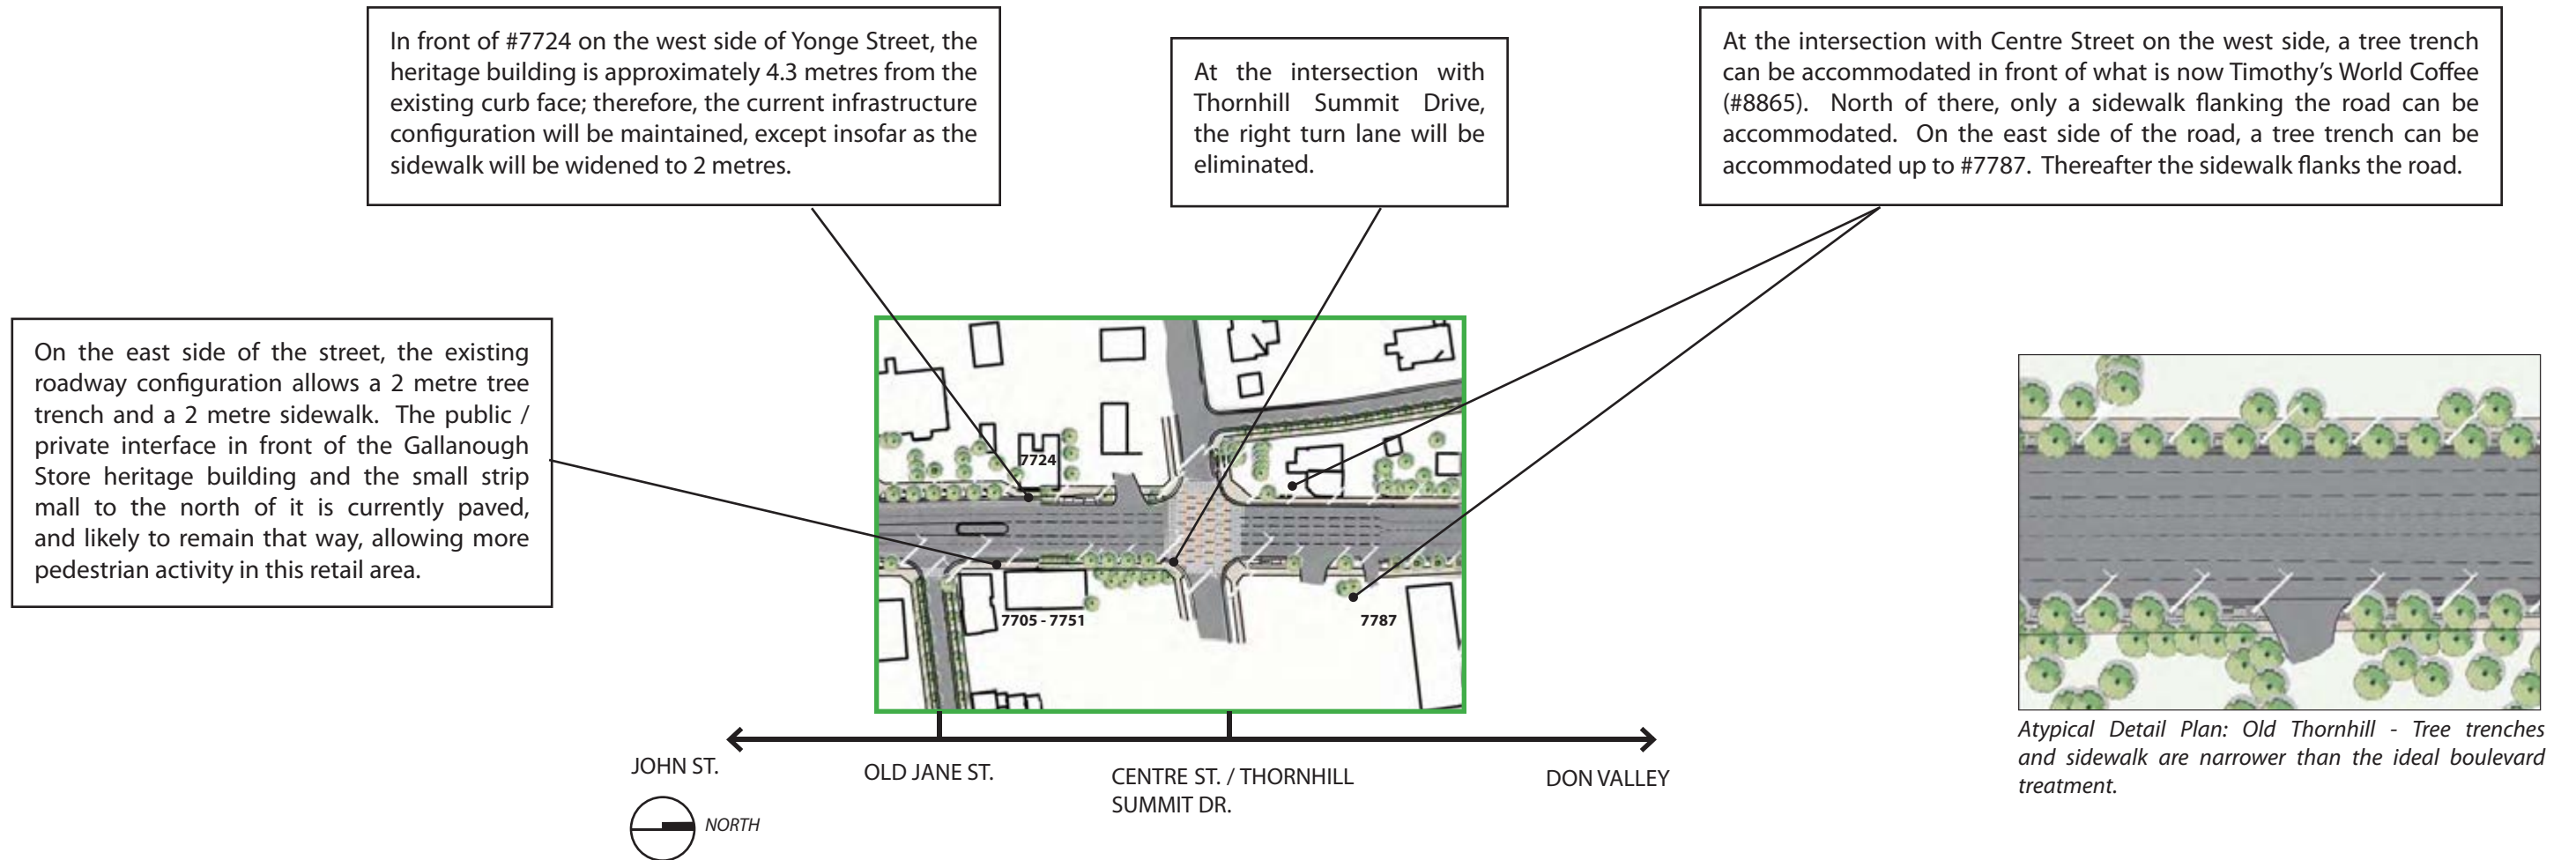 In front of #7724 on the west side of Yonge Street, the
heritage building is approximately 4.3 metres from the
existing curb face; therefore, the current infrastructure
configuration will be maintained, except insofar as the
sidewalk will be widened to 2 metres.
At the intersection with
Thornhill Summit Drive,
the right turn lane will be
eliminated.
At the intersection with Centre Street on the west side, a tree trench
can be accommodated in front of what is now Timothy's World Coffee
(#8865). North of there, only a sidewalk flanking the road can be
accommodated. On the east side of the road, a tree trench can be
accommodated up to #7787. Thereafter the sidewalk flanks the road.
On the east side of the street, the existing
roadway configuration allows a 2 metre tree
trench and a 2 metre sidewalk. The public /
private interface in front of the Gallanough
Store heritage building and the small strip
mall to the north of it is currently paved,
and likely to remain that way, allowing more
pedestrian activity in this retail area.
7724
7705 - 7751
7787
JOHN ST.
OLD JANE ST.
CENTRE ST. / THORNHILL
SUMMIT DR.
DON VALLEY
NORTH
Atypical Detail Plan: Old Thornhill - Tree trenches
and sidewalk are narrower than the ideal boulevard
treatment.